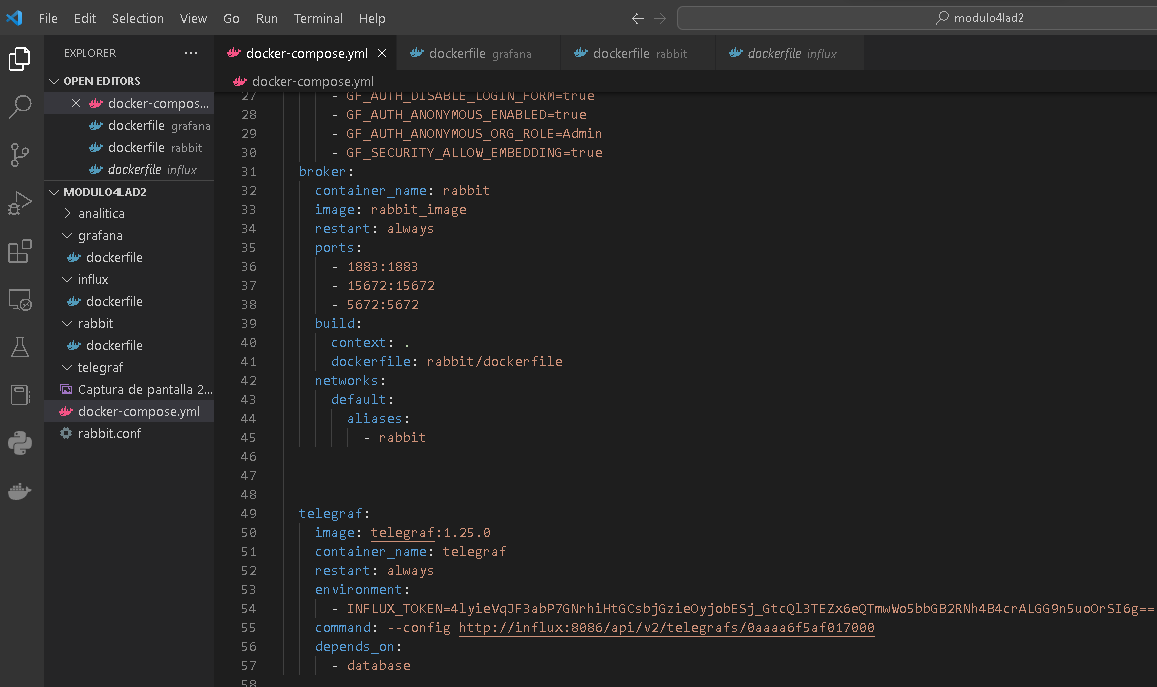 File Edit Selection View Go Run Terminal Help
modulo4lad2
EXPLORER ...
OPEN EDITORS
docker-compos...
dockerfile grafana
dockerfile rabbit
dockerfile influx
MODULO4LAD2
analitica
grafana
dockerfile
influx
dockerfile
rabbit
dockerfile
telegraf
Captura de pantalla 2...
docker-compose.yml
rabbit.conf
docker-compose.yml dockerfile grafana dockerfile rabbit dockerfile influx
docker-compose.yml
27 - GF_AUTH_DISABLE_LOGIN_FORM=true
28 - GF_AUTH_ANONYMOUS_ENABLED=true
29 - GF_AUTH_ANONYMOUS_ORG_ROLE=Admin
30 - GF_SECURITY_ALLOW_EMBEDDING=true
31 broker:
32 container_name: rabbit
33 image: rabbit_image
34 restart: always
35 ports:
36 - 1883:1883
37 - 15672:15672
38 - 5672:5672
39 build:
40 context: .
41 dockerfile: rabbit/dockerfile
42 networks:
43 default:
44 aliases:
45 - rabbit
46
47
48
49 telegraf:
50 image: telegraf:1.25.0
51 container_name: telegraf
52 restart: always
53 environment:
54 - INFLUX_TOKEN=4lyieVqJF3abP7GNrhiHtGCsbjGzieOyjobESj_GtcQl3TEZx6eQTmwWo5bbGB2RNh4B4crALGG9n5uoOrSI6g==
55 command: --config http://influx:8086/api/v2/telegrafs/0aaaa6f5af017000
56 depends_on:
57 - database
58